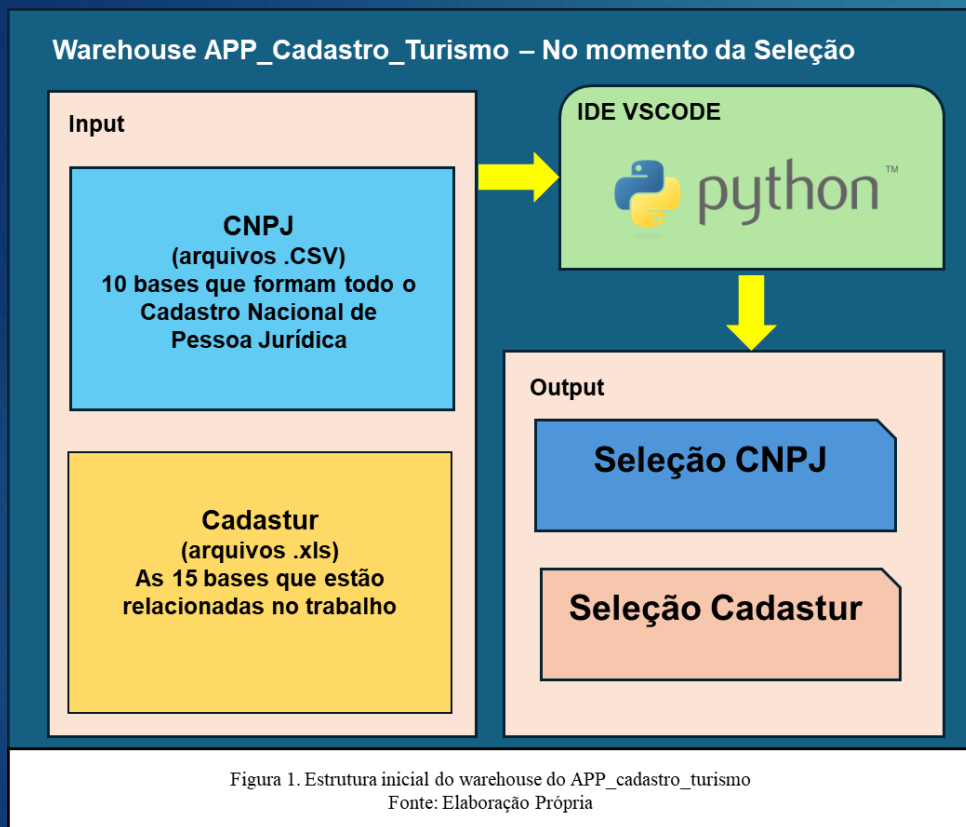 Warehouse APP_Cadastro_Turismo – No momento da Seleção
Input
CNPJ
(arquivos .CSV)
10 bases que formam todo o
Cadastro Nacional de
Pessoa Jurídica
Cadastur
(arquivos .xls)
As 15 bases que estão
relacionadas no trabalho
IDE VSCODE
python™
Output
Seleção CNPJ
Seleção Cadastur
Figura 1. Estrutura inicial do warehouse do APP_cadastro_turismo
Fonte: Elaboração Própria